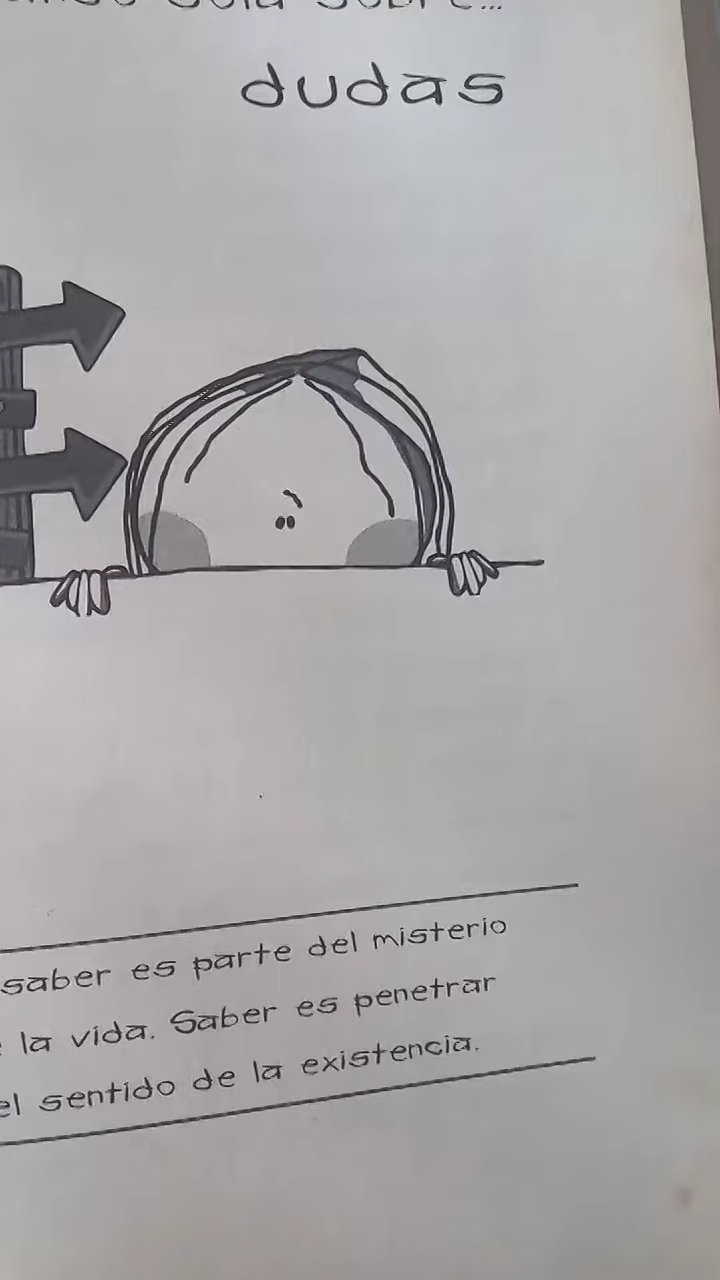 dudas
saber es parte del misterio
la vida. Saber es penetrar
el sentido de la existencia.